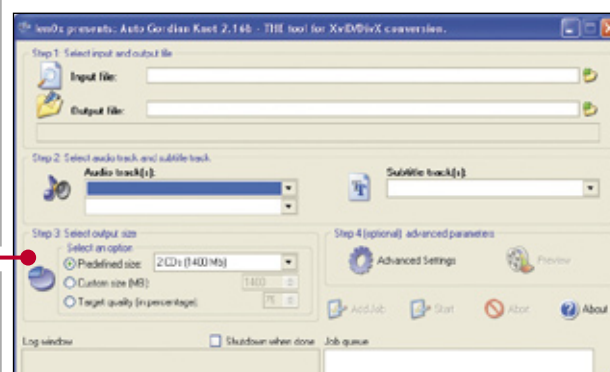 len0x presents: Auto Gordian Knot 2.16b - THE tool for XviD/DivX conversion.
Step 1: Select input and output file
Input file:
Output file:
Step 2: Select audio track and subtitle track
Audio track(s):
Subtitle track(s):
Step 3: Select output size
Select an option:
Predefined size:
2 CDs (1400 Mb)
Custom size (MB):
1400
Target quality (in percentage):
75
Step 4 (optional): advanced parameters
Advanced Settings
Preview
Add Job
Start
Abort
About
Log window
Shutdown when done
Job queue